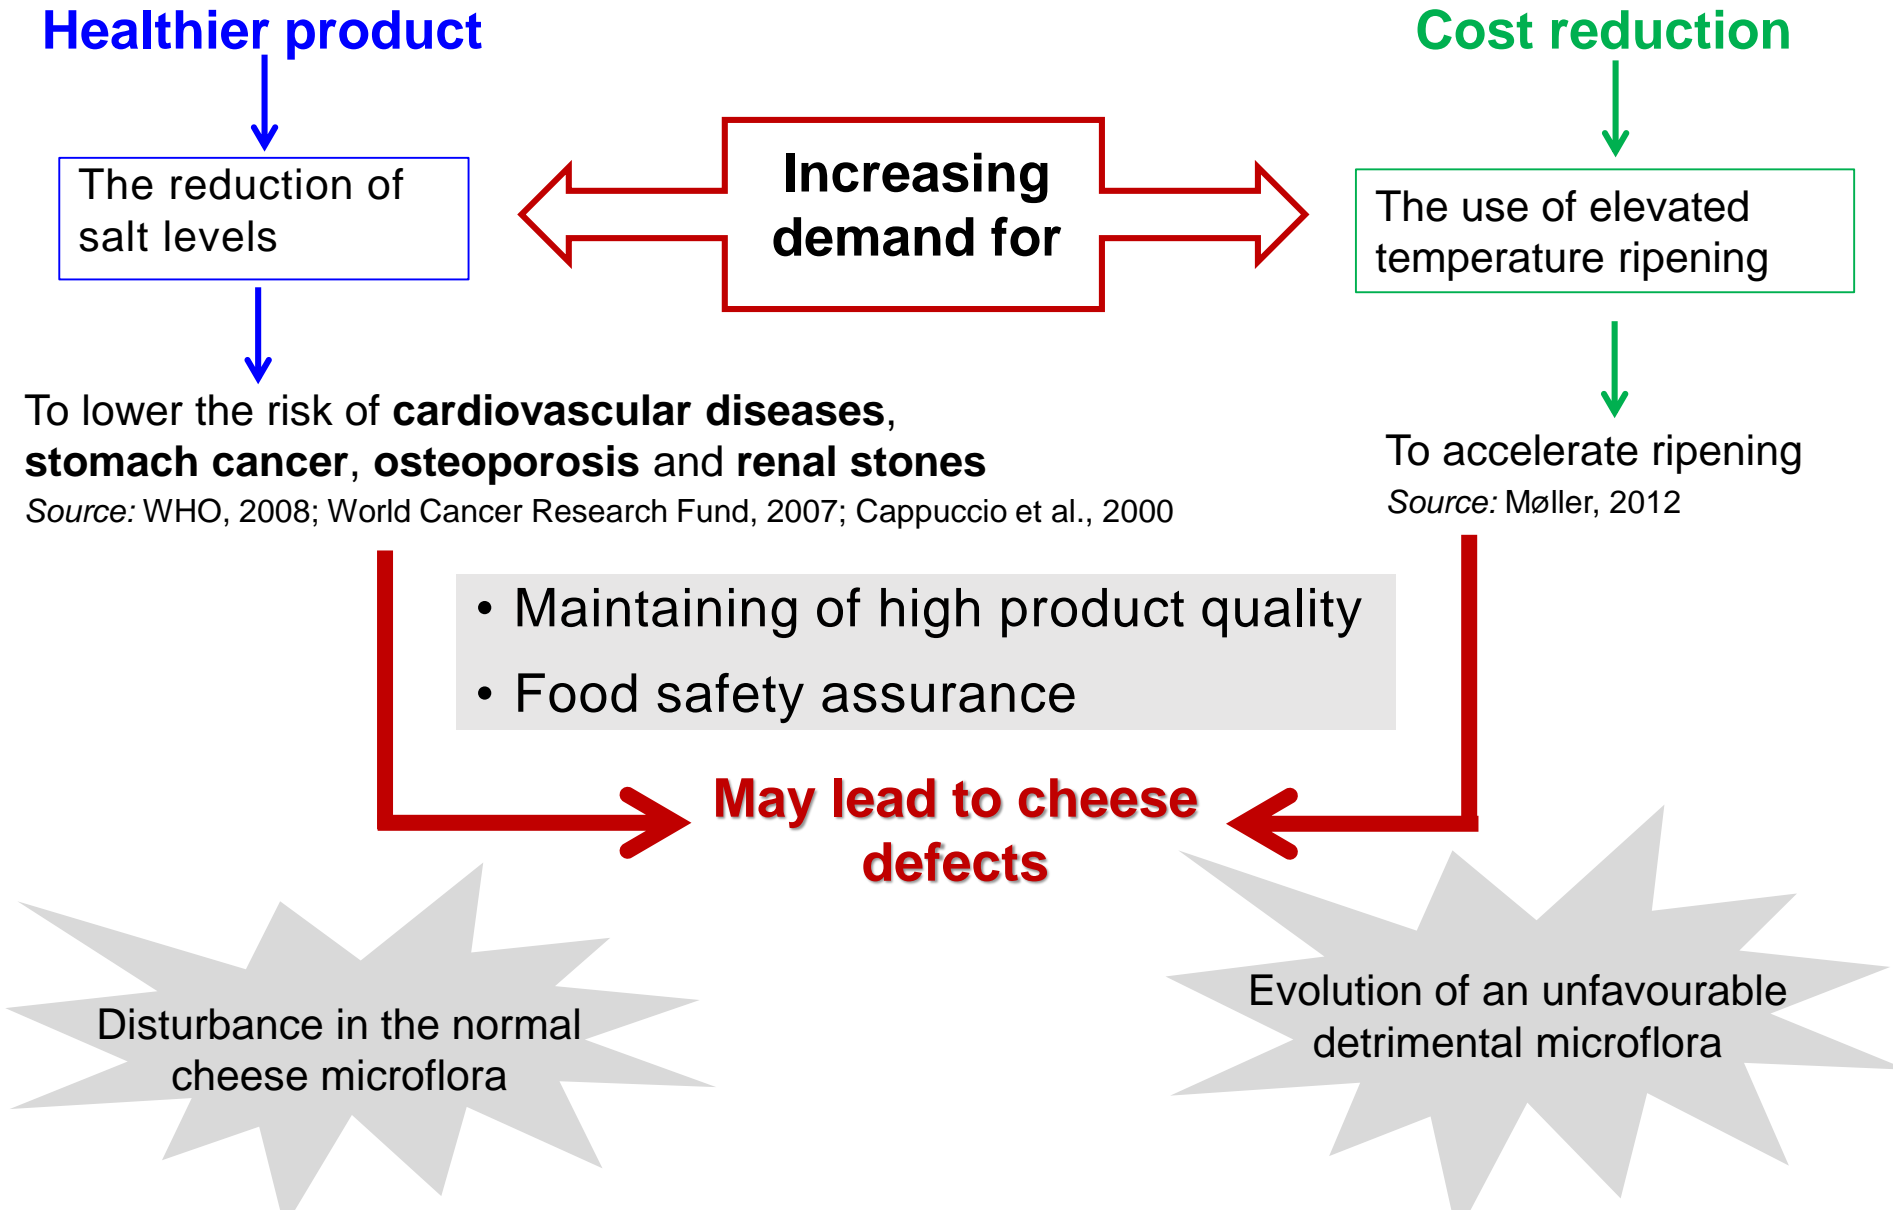 Healthier product
Cost reduction
The reduction of
salt levels
Increasing
demand for
The use of elevated
temperature ripening
To lower the risk of cardiovascular diseases,
stomach cancer, osteoporosis and renal stones
Source: WHO, 2008; World Cancer Research Fund, 2007; Cappuccio et al., 2000
To accelerate ripening
Source: Møller, 2012
• Maintaining of high product quality
• Food safety assurance
May lead to cheese
defects
Disturbance in the normal
cheese microflora
Evolution of an unfavourable
detrimental microflora